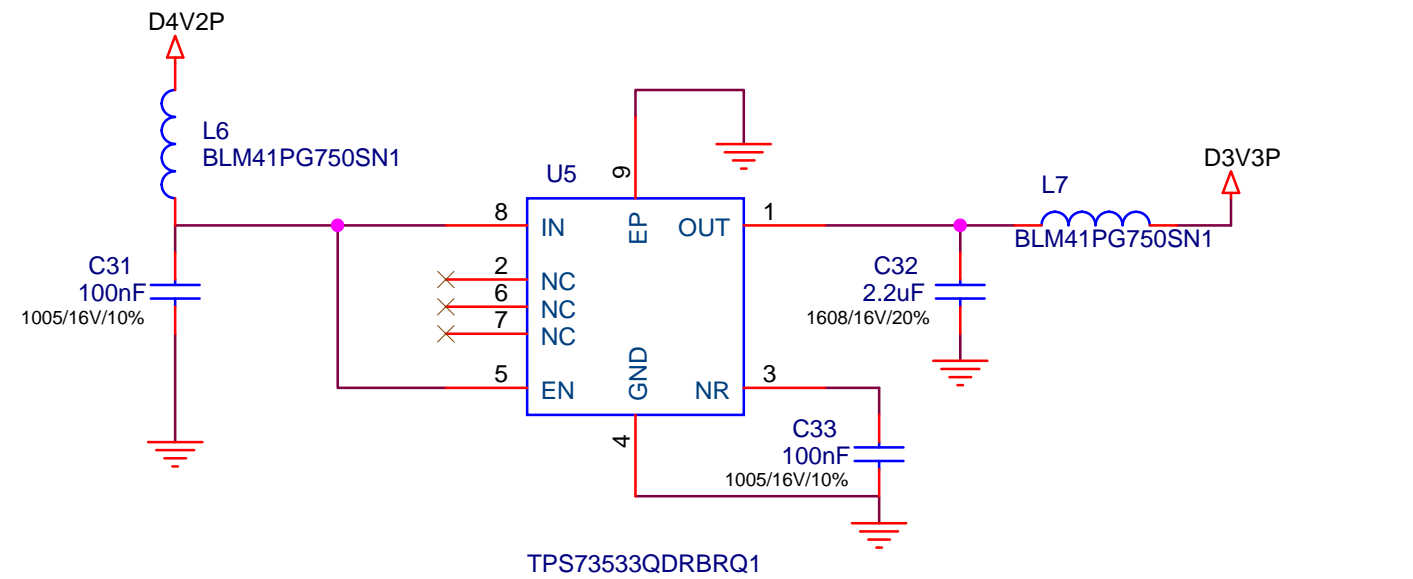 D4V2P
L6
BLM41PG750SN1
C31
100nF
1005/16V/10%
U5
8
IN
2
NC
6
NC
7
NC
5
EN
9
EP
GND
4
OUT
1
NR
3
C32
2.2uF
1608/16V/20%
L7
BLM41PG750SN1
D3V3P
C33
100nF
1005/16V/10%
TPS73533QDRBRQ1